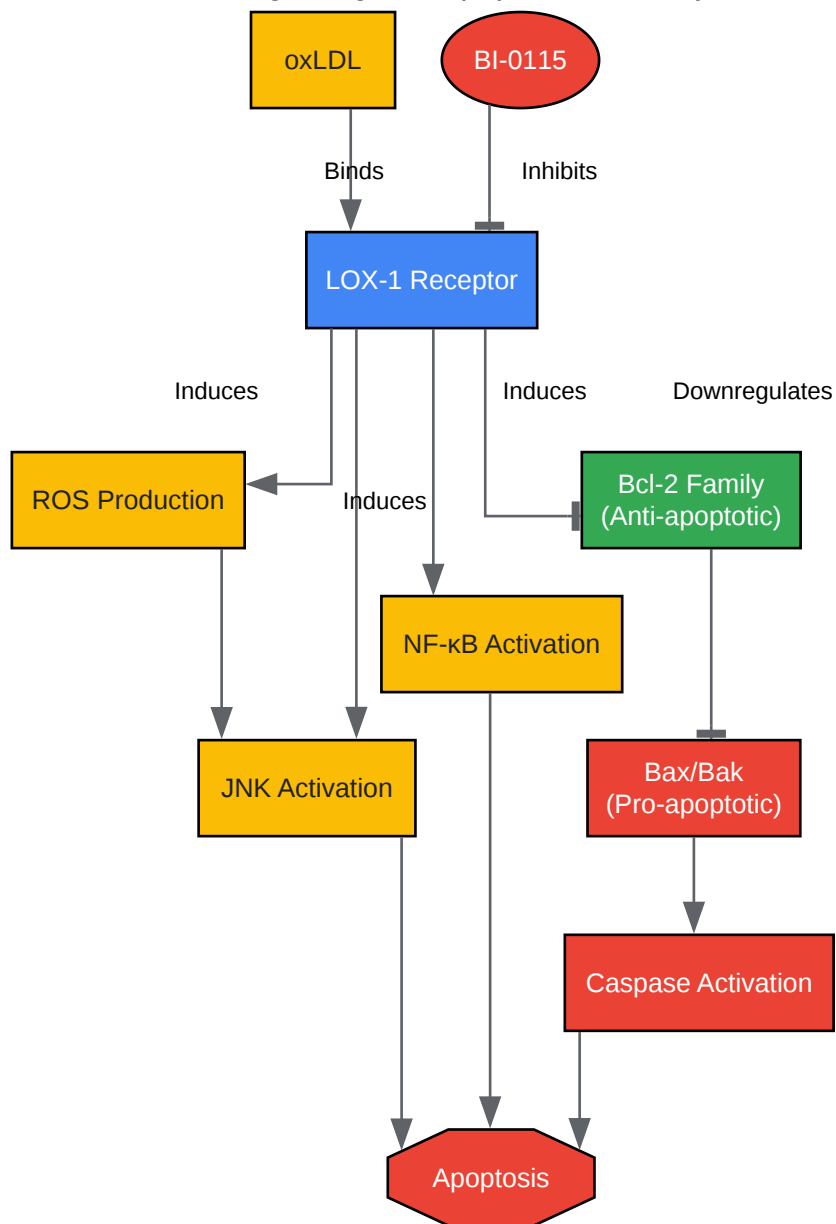 oxLDL
BI-0115
Binds
Inhibits
LOX-1 Receptor
Induces
Induces
Downregulates
ROS Production
Induces
Bcl-2 Family
(Anti-apoptotic)
NF-κB Activation
JNK Activation
Bax/Bak
(Pro-apoptotic)
Caspase Activation
Apoptosis